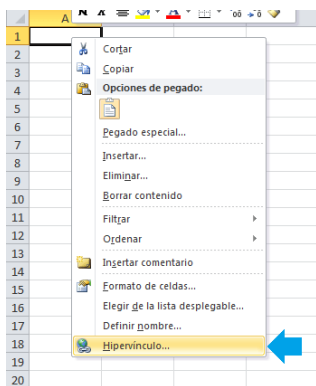 A
N K
1
2
3
4
5
6
7
8
9
10
11
12
13
14
15
16
17
18
19
20
Cortar
Copiar
Opciones de pegado:
Pegado especial...
Insertar...
Eliminar...
Borrar contenido
Filtrar
Ordenar
Insertar comentario
Formato de celdas...
Elegir de la lista desplegable...
Definir nombre...
Hipervínculo...